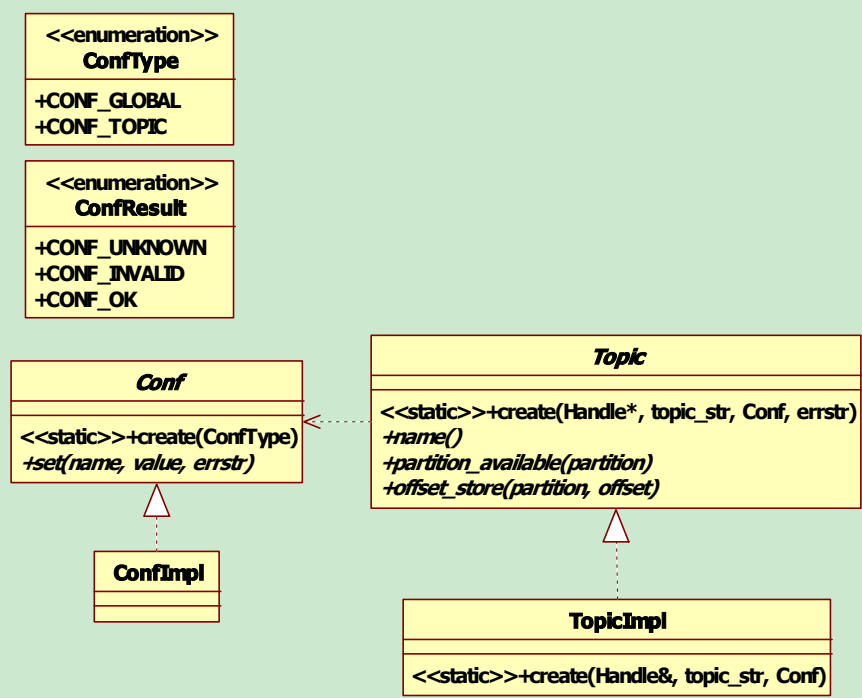 <<enumeration>>
ConfType
+CONF_GLOBAL
+CONF_TOPIC
<<enumeration>>
ConfResult
+CONF_UNKNOWN
+CONF_INVALID
+CONF_OK
Conf
<<static>>+create(ConfType)
+set(name, value, errstr)
Topic
<<static>>+create(Handle*, topic_str, Conf, errstr)
+name()
+partition_available(partition)
+offset_store(partition, offset)
ConfImpl
TopicImpl
<<static>>+create(Handle&, topic_str, Conf)